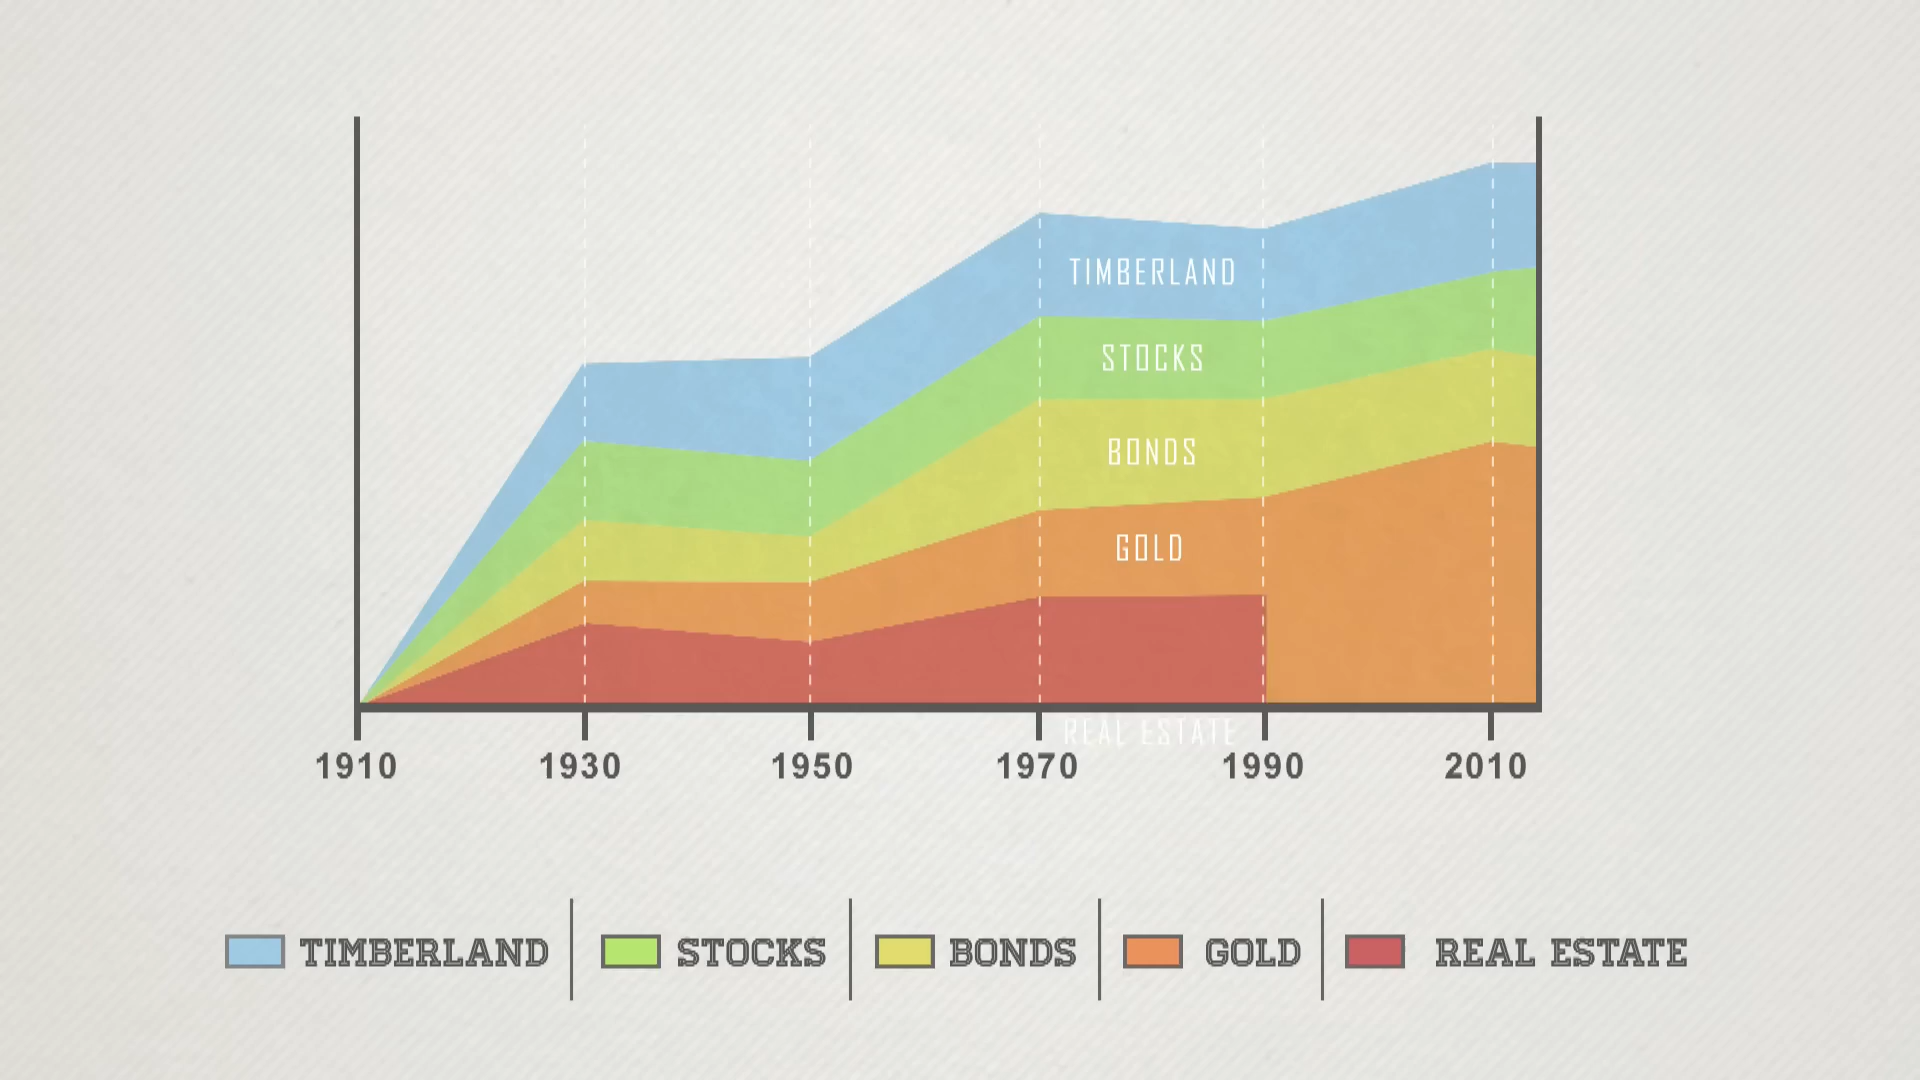 TIMBERLAND
STOCKS
BONDS
GOLD
REAL ESTATE
1910 1930 1950 1970 1990 2010
TIMBERLAND STOCKS BONDS GOLD REAL ESTATE